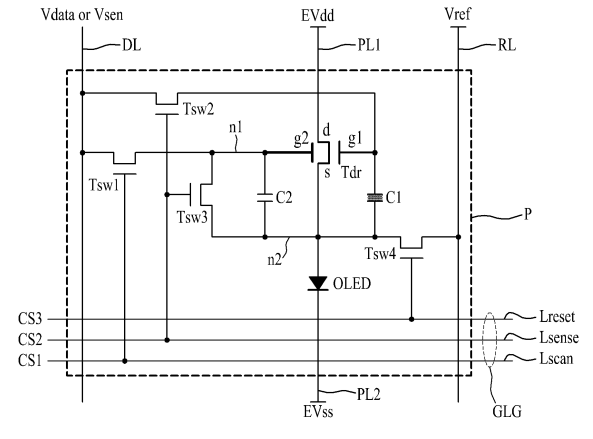 Vdata or Vsen
EVdd
Vref
DL
PL1
RL
Tsw2
n1
g2
d
g1
s
Tdr
Tsw1
Tsw3
C2
C1
P
n2
Tsw4
OLED
CS3
Lreset
CS2
Lsense
CS1
Lscan
PL2
EVss
GLG